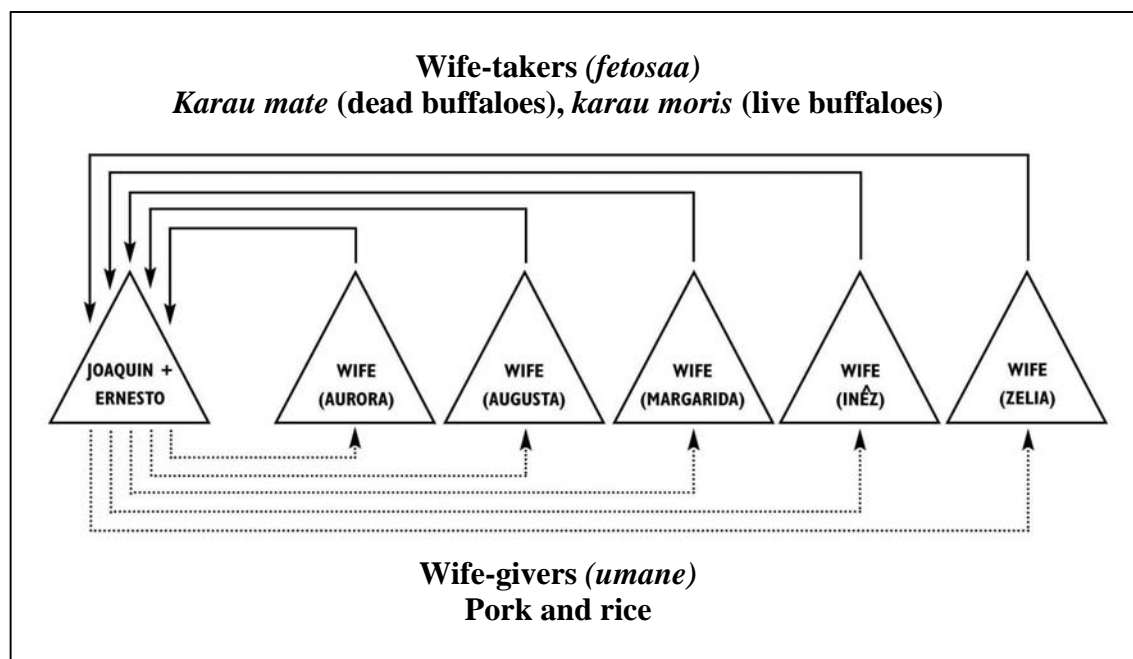 Wife-takers (fetosaa)
Karau mate (dead buffaloes), karau moris (live buffaloes)
JOAQUIN +
ERNESTO
WIFE
(AURORA)
WIFE
(AUGUSTA)
WIFE
(MARGARIDA)
WIFE
(INÊZ)
WIFE
(ZELIA)
Wife-givers (umane)
Pork and rice